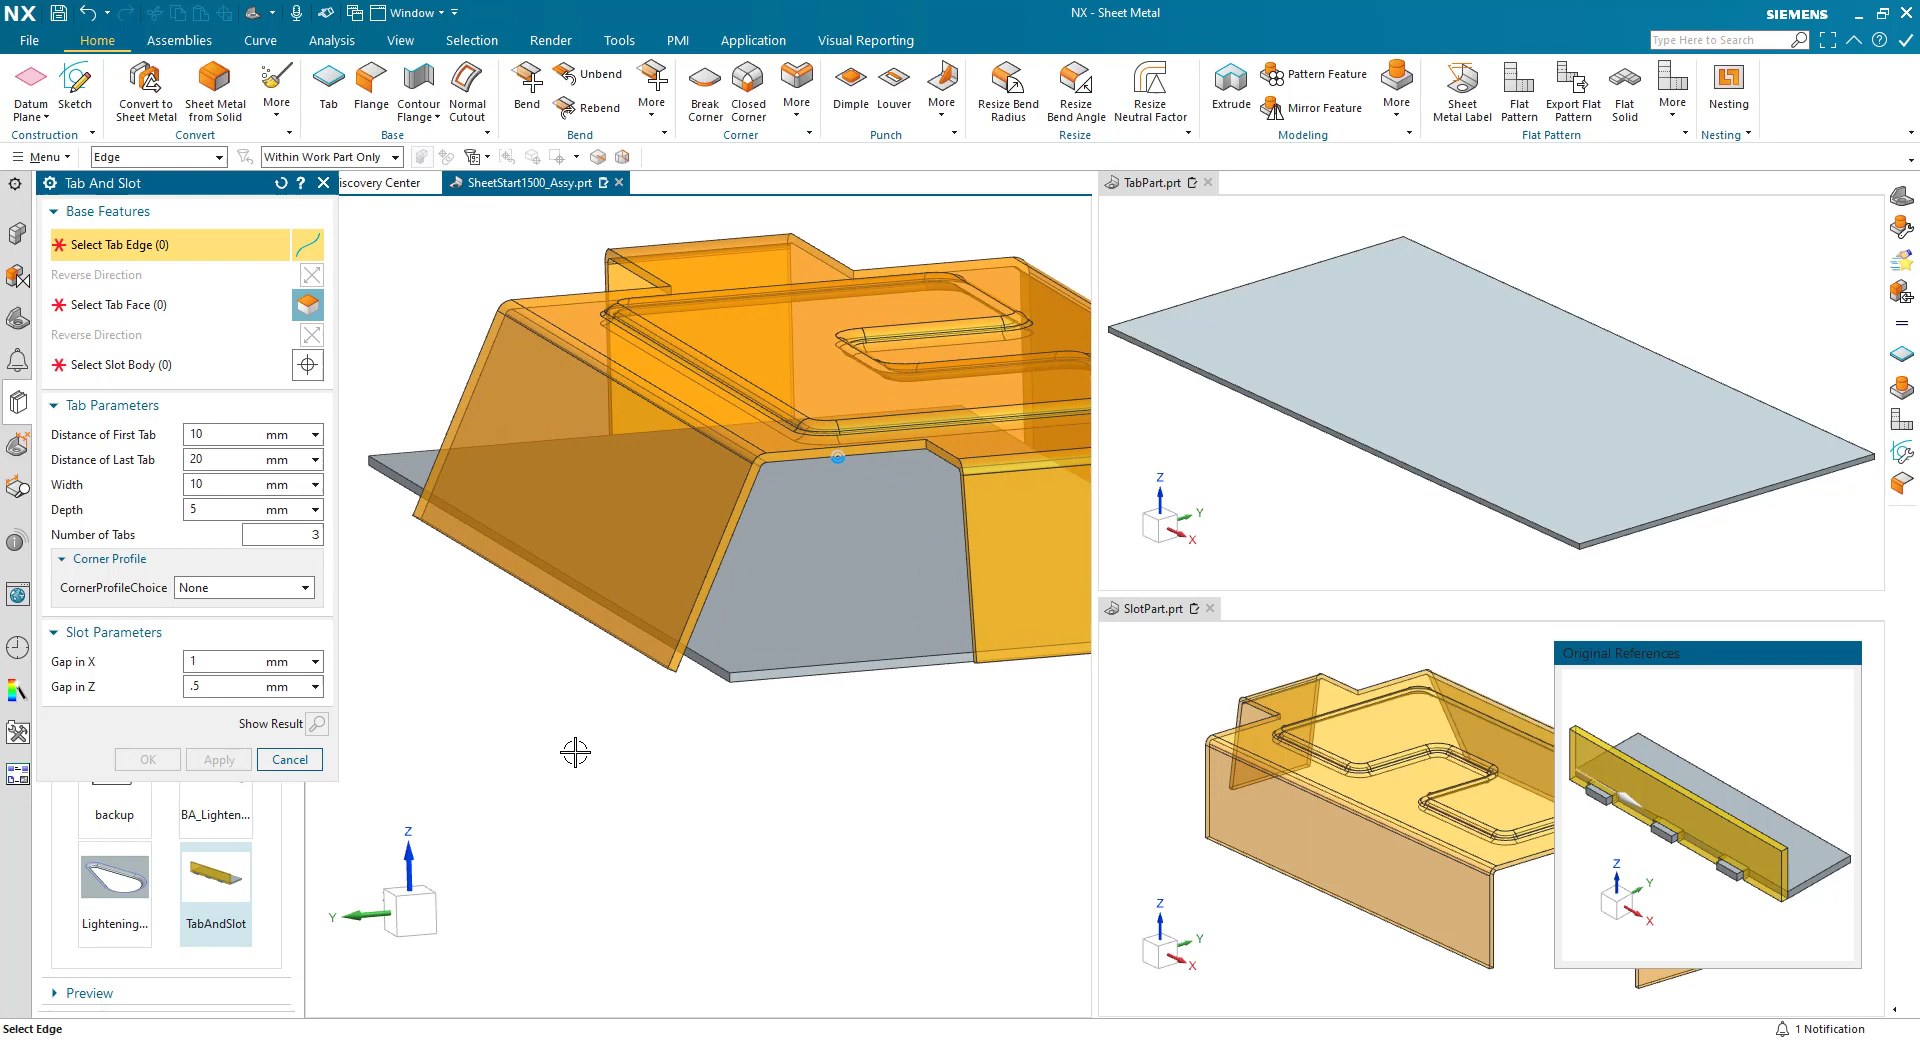 NX
Window
NX - Sheet Metal
SIEMENS
File
Home
Assemblies
Curve
Analysis
View
Selection
Render
Tools
PMI
Application
Visual Reporting
Type Here to Search
Datum Plane
Sketch
Convert to Sheet Metal
Sheet Metal from Solid
More
Tab
Flange
Contour Flange
Normal Cutout
Bend
Unbend
Rebend
More
Break Corner
Closed Corner
More
Dimple
Louver
More
Resize Bend Radius
Resize Bend Angle
Resize Neutral Factor
Extrude
Pattern Feature
Mirror Feature
More
Sheet Metal Label
Flat Pattern
Export Flat Pattern
Flat Solid
More
Nesting
Construction
Convert
Base
Bend
Corner
Punch
Resize
Modeling
Flat Pattern
Nesting
Menu
Edge
Within Work Part Only
Tab And Slot
iscovery Center
SheetStart1500_Assy.prt
TabPart.prt
Base Features
Select Tab Edge (0)
Reverse Direction
Select Tab Face (0)
Reverse Direction
Select Slot Body (0)
Tab Parameters
Distance of First Tab 10 mm
Distance of Last Tab 20 mm
Width 10 mm
Depth 5 mm
Number of Tabs 3
Corner Profile
CornerProfileChoice None
Slot Parameters
Gap in X 1 mm
Gap in Z .5 mm
Show Result
OK
Apply
Cancel
backup
BA_Lighten...
Lightening...
TabAndSlot
Preview
Z
Y
Z
Y
X
SlotPart.prt
Original References
Z
Y
X
Z
Y
X
Select Edge
1 Notification